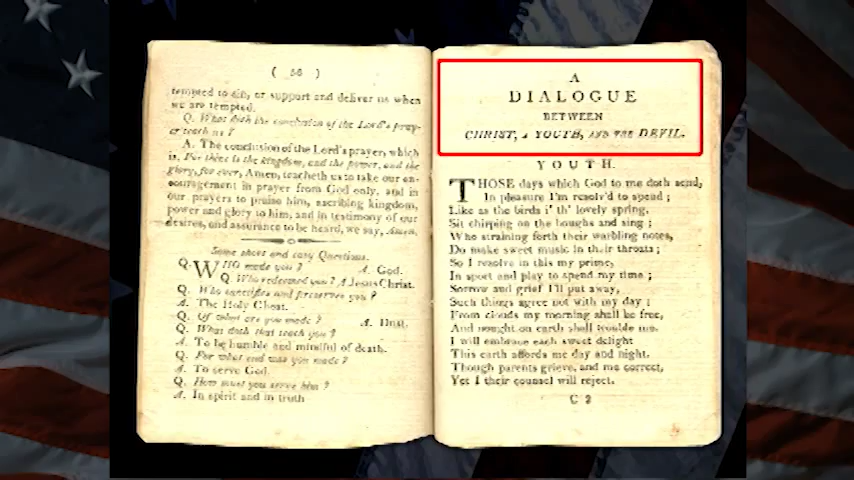 ( 56 )
tempted to sin, or support and deliver us when
we are tempted.
Q. What doth the conclusion of the Lord's pray-
er teach us ?
A. The conclusion of the Lord's prayer, which
is, For thine is the kingdom, and the power, and the
glory, for ever, Amen, teacheth us to take our en-
couragement in prayer from God only, and in
our prayers to praise him, ascribing kingdom,
power and glory to him, and in testimony of our
desires, and assurance to be heard, we say, Amen.
Some short and easy Questions.
Q. WHO made you ? A. God.
Q. Who redeemed you ? A Jesus Christ.
Q. Who sanctifies and preserves you ?
A. The Holy Ghost.
Q. Of what are you made ? A. Dust.
Q. What doth that teach you ?
A. To be humble and mindful of death.
Q. For what end was you made ?
A. To serve God.
Q. How must you serve him ?
A. In spirit and in truth
A
DIALOGUE
BETWEEN
CHRIST, A YOUTH, AND THE DEVIL.
YOUTH.
THOSE days which God to me doth send,
In pleasure I'm resolv'd to spend ;
Like as the birds i' th' lovely spring,
Sit chirping on the boughs and sing ;
Who straining forth their warbling notes,
Do make sweet music in their throats ;
So I resolve in this my prime,
In sport and play to spend my time ;
Sorrow and grief I'll put away,
Such things agree not with my day ;
From clouds my morning shall be free,
And nought on earth shall trouble me.
I will embrace each sweet delight
This earth affords me day and night.
Though parents grieve, and me correct,
Yet I their counsel will reject.
C 2